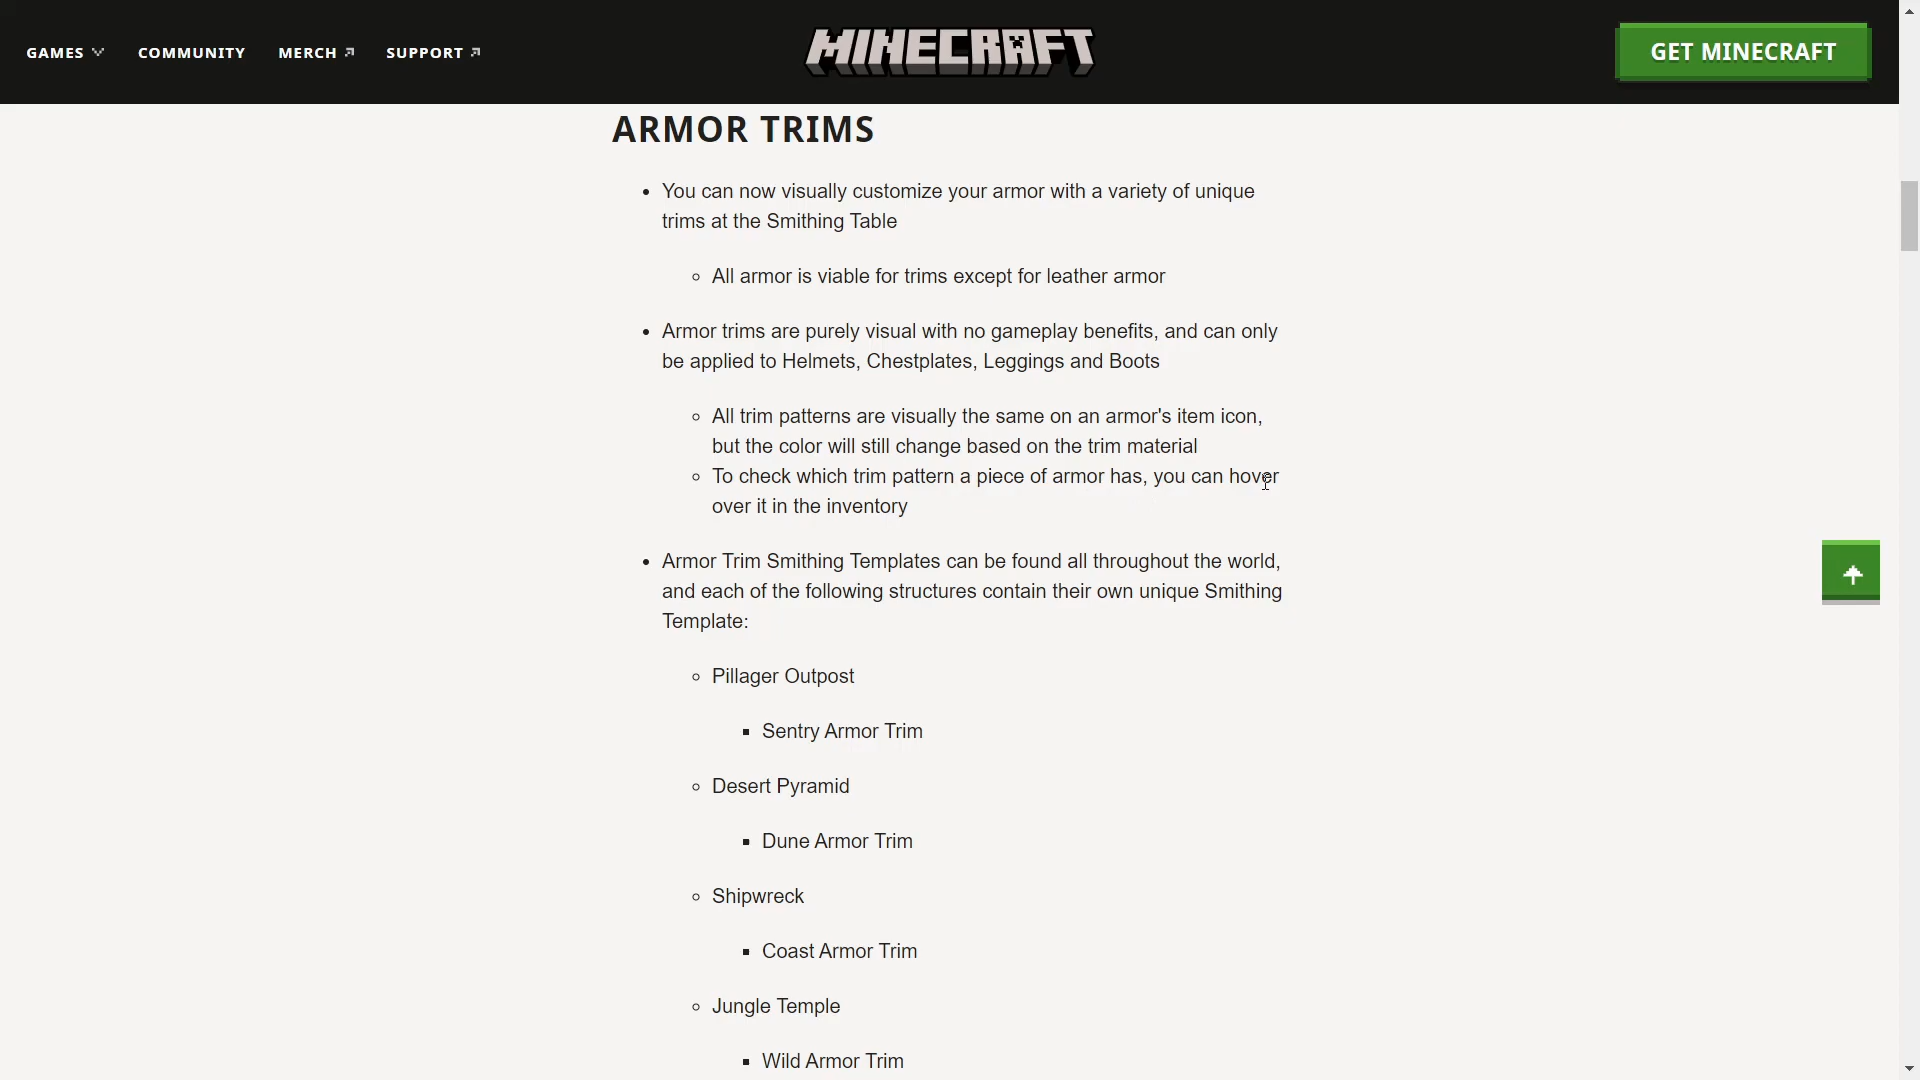 GAMES COMMUNITY MERCH SUPPORT MINECRAFT GET MINECRAFT
ARMOR TRIMS
You can now visually customize your armor with a variety of unique
trims at the Smithing Table
All armor is viable for trims except for leather armor
Armor trims are purely visual with no gameplay benefits, and can only
be applied to Helmets, Chestplates, Leggings and Boots
All trim patterns are visually the same on an armor's item icon,
but the color will still change based on the trim material
To check which trim pattern a piece of armor has, you can hover
over it in the inventory
Armor Trim Smithing Templates can be found all throughout the world,
and each of the following structures contain their own unique Smithing
Template:
Pillager Outpost
Sentry Armor Trim
Desert Pyramid
Dune Armor Trim
Shipwreck
Coast Armor Trim
Jungle Temple
Wild Armor Trim